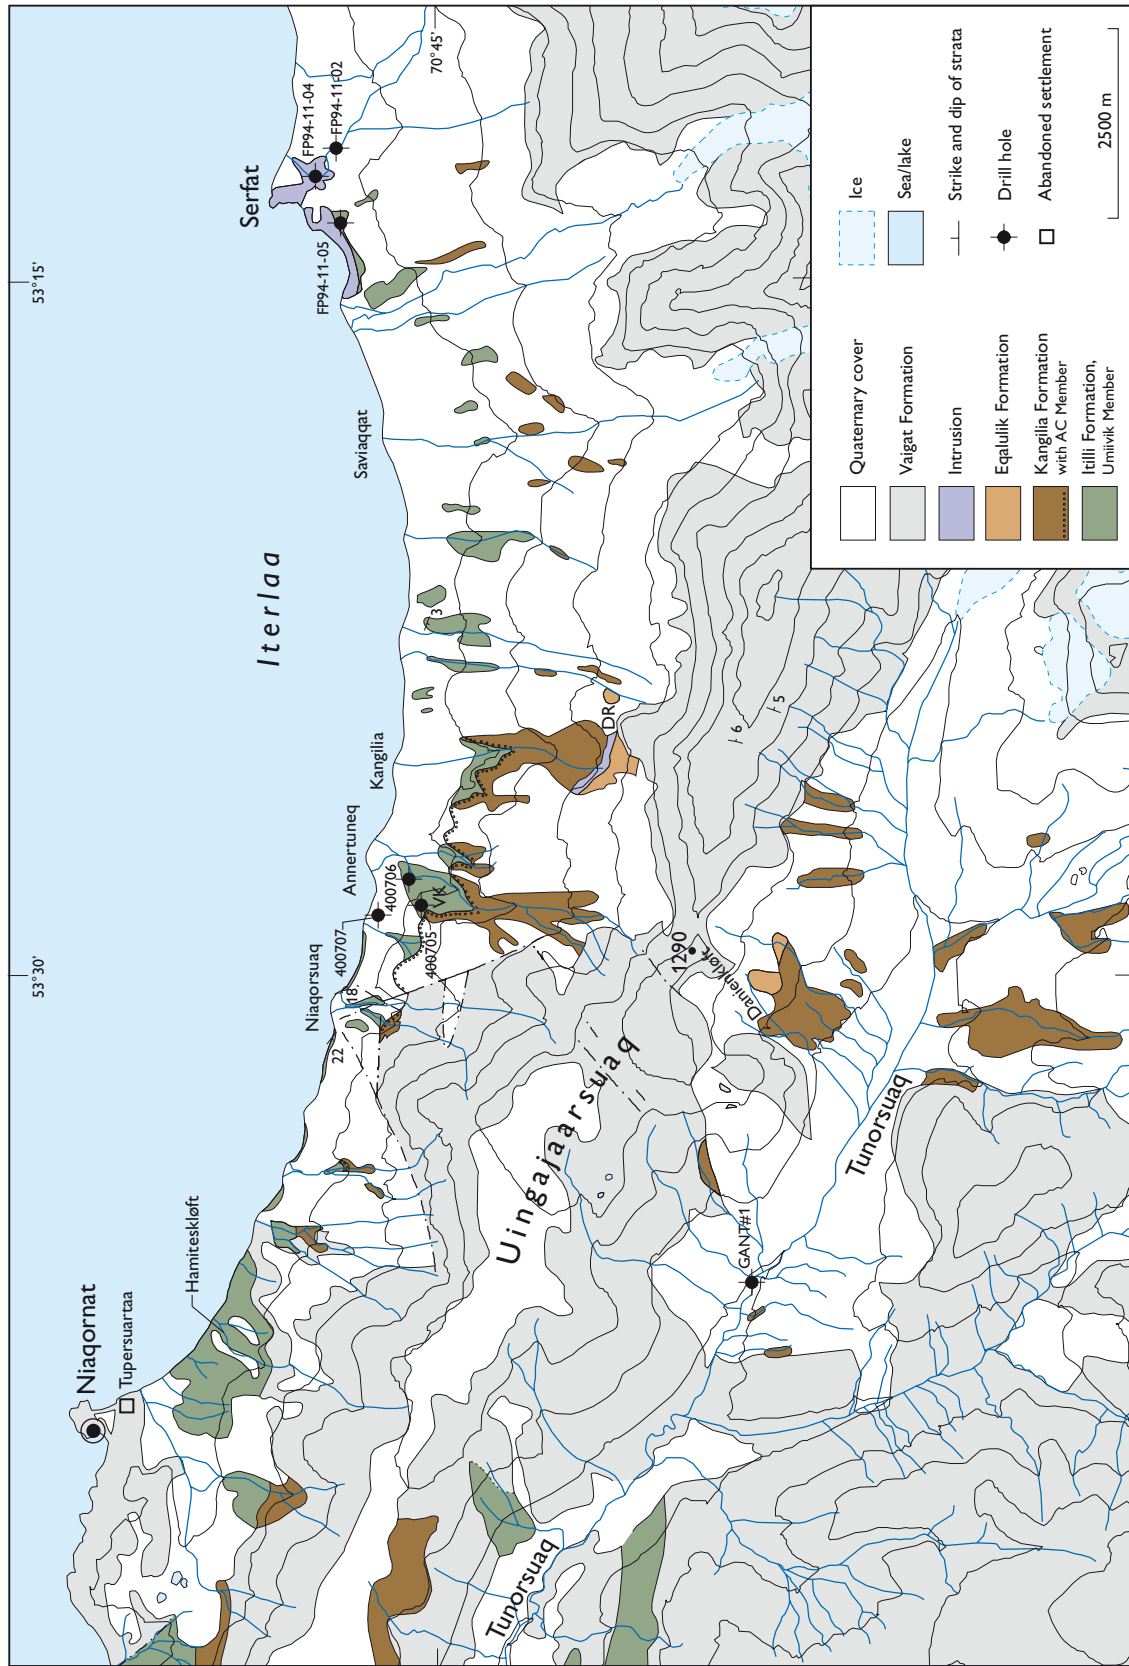 Niaqornat
Tupersuartaa
Hamiteskløft
22
Niaqorsuaq
18
53°30'
400707
Annertuneq
400706
400705
VK
Kangilia
Iterlaa
3
Saviaqqat
53°15'
Serfat
FP94-11-05
FP94-11-04
FP94-11-02
70°45'
DR
6
5
1290
Danienkløft
Uingajaarsuaq
Tunorsuaq
GANT#1
Tunorsuaq
Quaternary cover
Vaigat Formation
Intrusion
Eqalulik Formation
Kangilia Formation
with AC Member
Itilli Formation,
Umiivik Member
Ice
Sea/lake
Strike and dip of strata
Drill hole
Abandoned settlement
2500 m